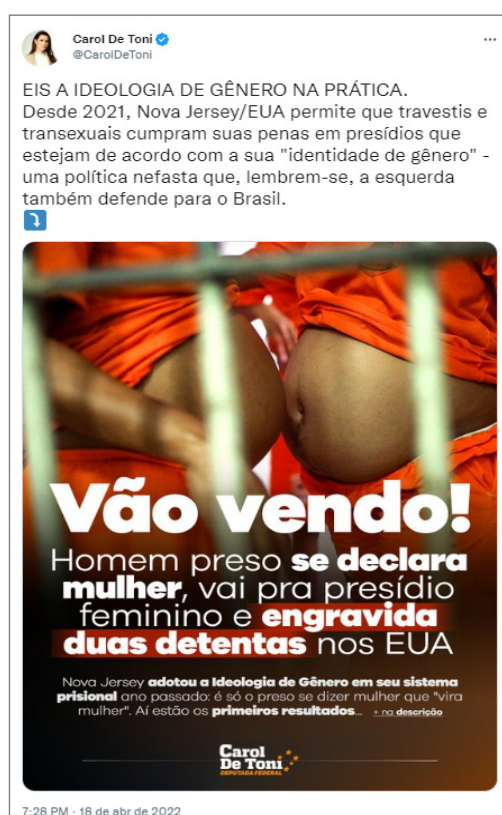 Carol De Toni
@CarolDeToni
EIS A IDEOLOGIA DE GÊNERO NA PRÁTICA.
Desde 2021, Nova Jersey/EUA permite que travestis e
transexuais cumpram suas penas em presídios que
estejam de acordo com a sua "identidade de gênero" -
uma política nefasta que, lembrem-se, a esquerda
também defende para o Brasil.
Vão vendo!
Homem preso se declara
mulher, vai pra presídio
feminino e engravida
duas detentas nos EUA
Nova Jersey adotou a Ideologia de Gênero em seu sistema
prisional ano passado: é só o preso se dizer mulher que "vira
mulher". Aí estão os primeiros resultados... + na descrição
Carol
De Toni
DEPUTADA FEDERAL
7:28 PM · 18 de abr de 2022